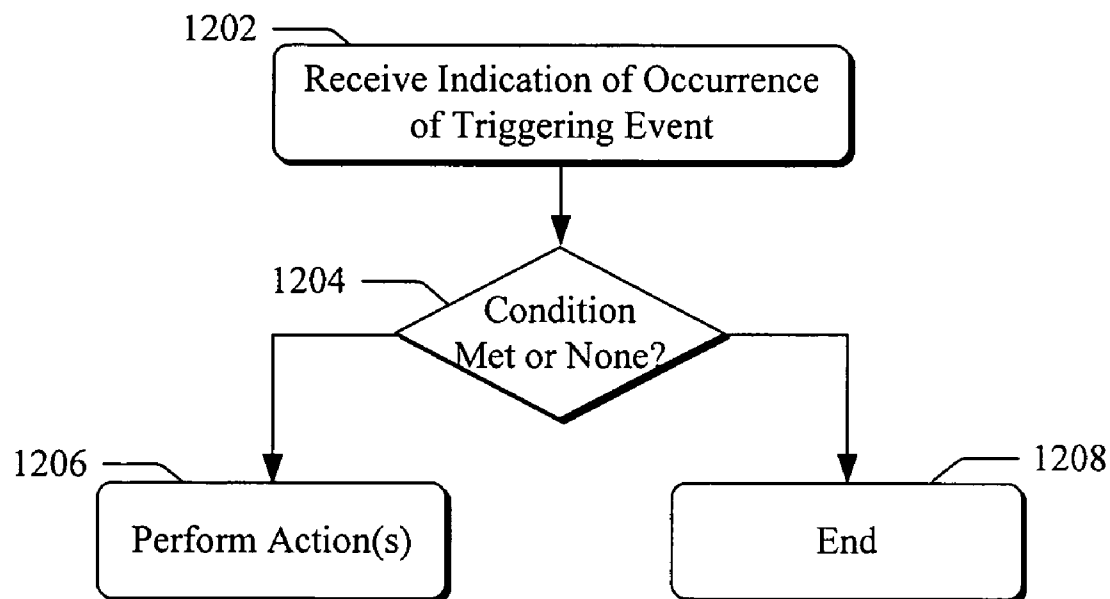 1202
Receive Indication of Occurrence
of Triggering Event
1204
Condition
Met or None?
1206
Perform Action(s)
1208
End